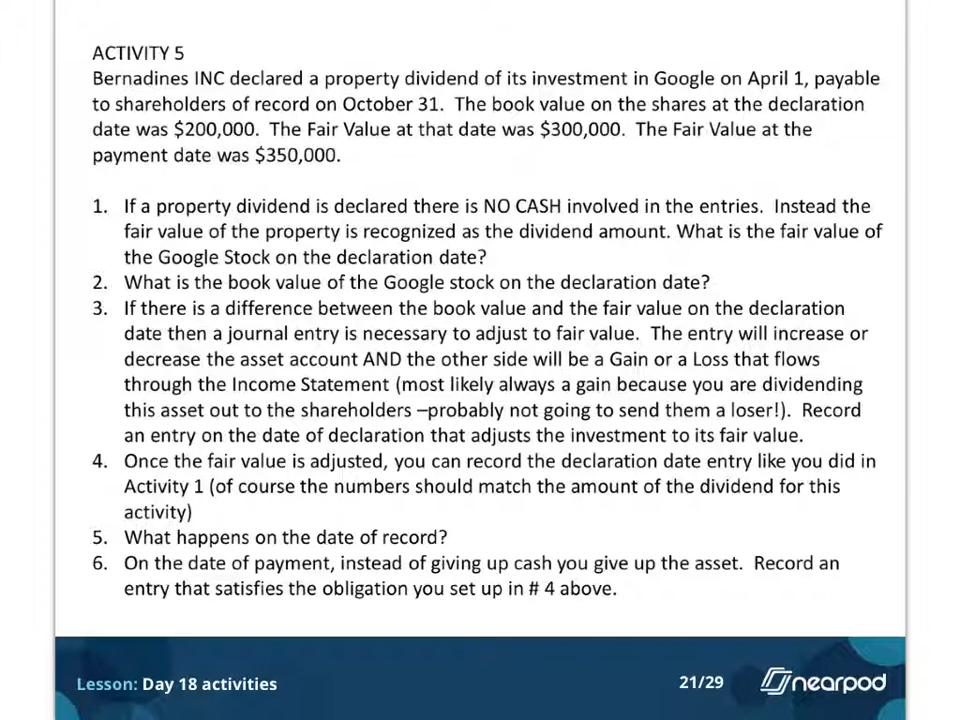 ACTIVITY 5
Bernadines INC declared a property dividend of its investment in Google on April 1, payable
to shareholders of record on October 31.  The book value on the shares at the declaration
date was $200,000.  The Fair Value at that date was $300,000.  The Fair Value at the
payment date was $350,000.
1. If a property dividend is declared there is NO CASH involved in the entries.  Instead the
fair value of the property is recognized as the dividend amount. What is the fair value of
the Google Stock on the declaration date?
2. What is the book value of the Google stock on the declaration date?
3. If there is a difference between the book value and the fair value on the declaration
date then a journal entry is necessary to adjust to fair value.  The entry will increase or
decrease the asset account AND the other side will be a Gain or a Loss that flows
through the Income Statement (most likely always a gain because you are dividending
this asset out to the shareholders –probably not going to send them a loser!).  Record
an entry on the date of declaration that adjusts the investment to its fair value.
4. Once the fair value is adjusted, you can record the declaration date entry like you did in
Activity 1 (of course the numbers should match the amount of the dividend for this
activity)
5. What happens on the date of record?
6. On the date of payment, instead of giving up cash you give up the asset.  Record an
entry that satisfies the obligation you set up in # 4 above.
Lesson: Day 18 activities
21/29
nearpod